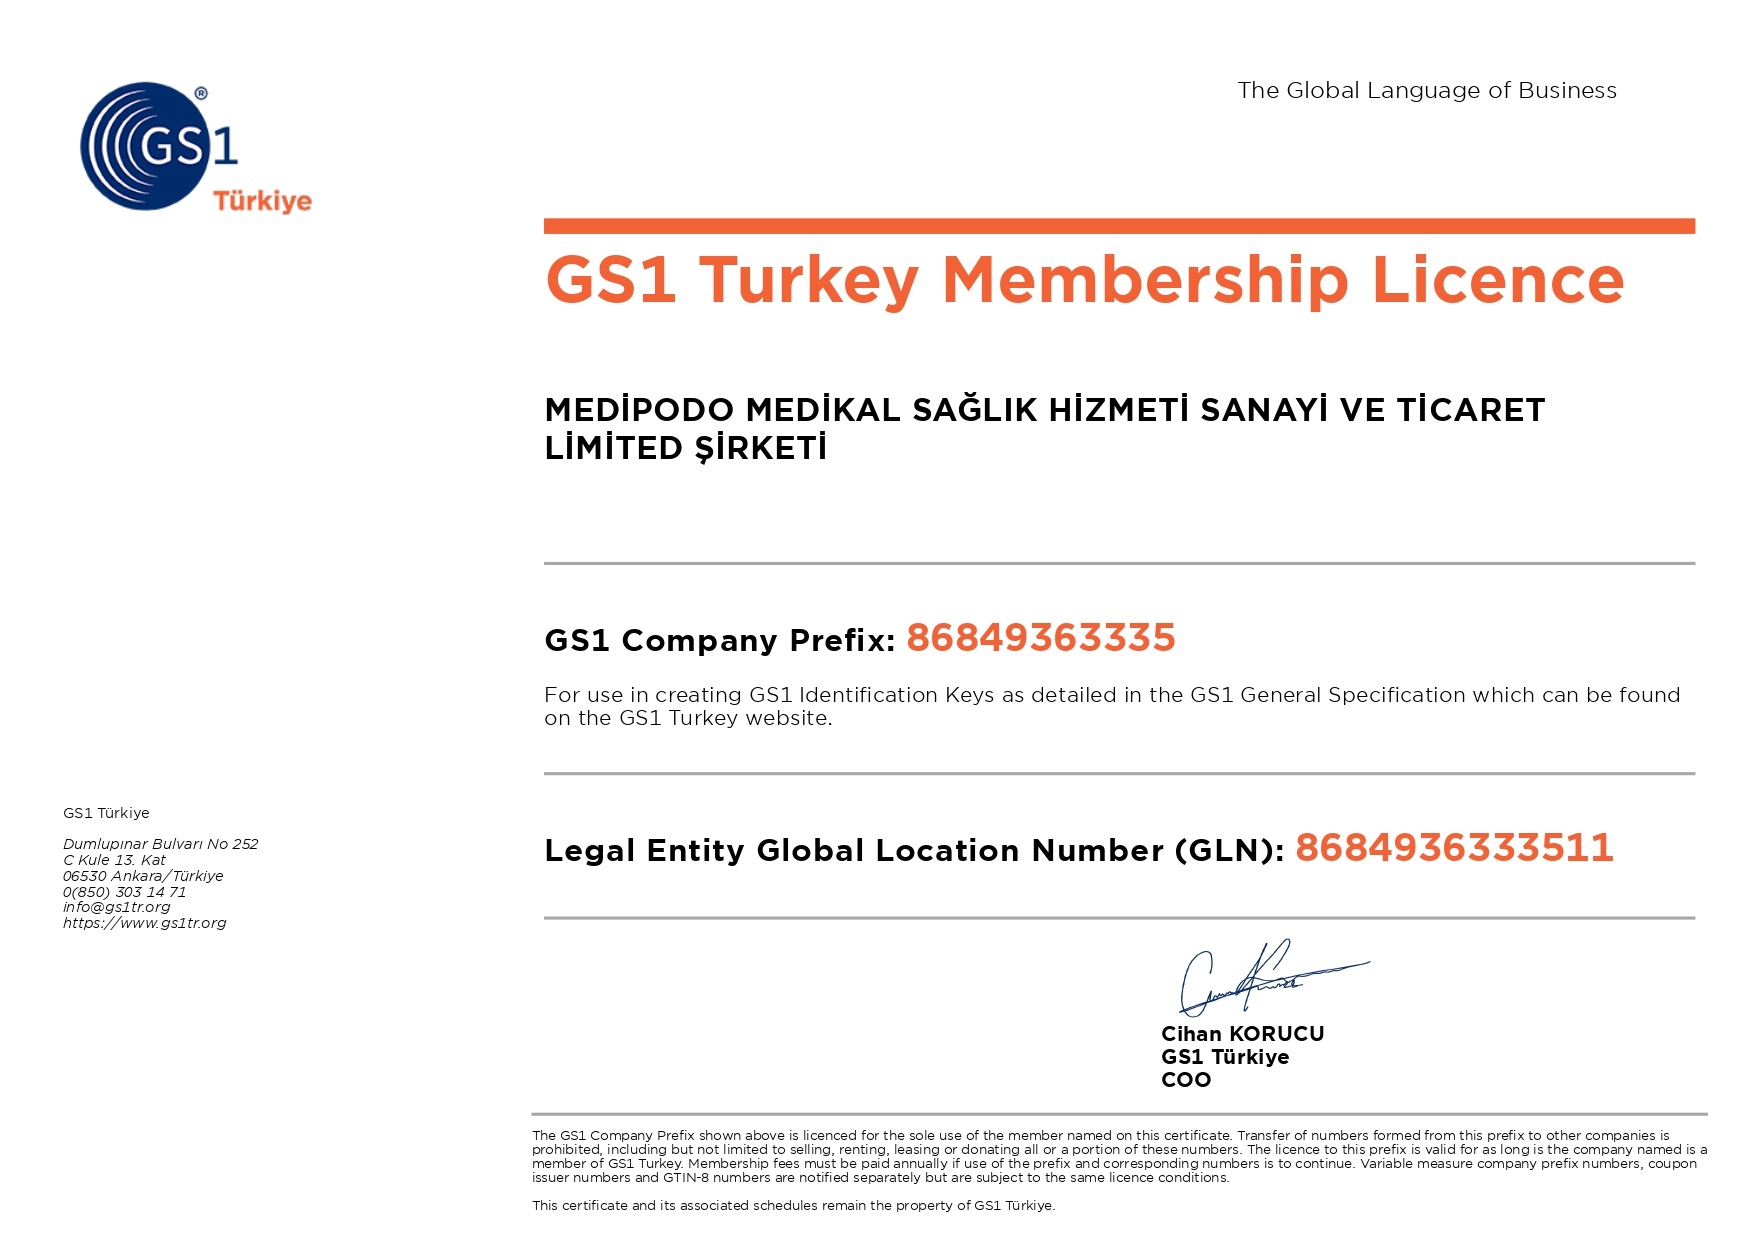 GS1®
Türkiye
The Global Language of Business
GS1 Turkey Membership Licence
MEDİPODO MEDİKAL SAĞLIK HİZMETİ SANAYİ VE TİCARET
LİMİTED ŞİRKETİ
GS1 Company Prefix: 86849363335
For use in creating GS1 Identification Keys as detailed in the GS1 General Specification which can be found
on the GS1 Turkey website.
GS1 Türkiye
Dumlupınar Bulvarı No 252
C Kule 13. Kat
06530 Ankara/Türkiye
0(850) 303 14 71
info@gs1tr.org
https://www.gs1tr.org
Legal Entity Global Location Number (GLN): 8684936333511
Cihan KORUCU
GS1 Türkiye
COO
The GS1 Company Prefix shown above is licenced for the sole use of the member named on this certificate. Transfer of numbers formed from this prefix to other companies is
prohibited, including but not limited to selling, renting, leasing or donating all or a portion of these numbers. The licence to this prefix is valid for as long is the company named is a
member of GS1 Turkey. Membership fees must be paid annually if use of the prefix and corresponding numbers is to continue. Variable measure company prefix numbers, coupon
issuer numbers and GTIN-8 numbers are notified separately but are subject to the same licence conditions.
This certificate and its associated schedules remain the property of GS1 Türkiye.